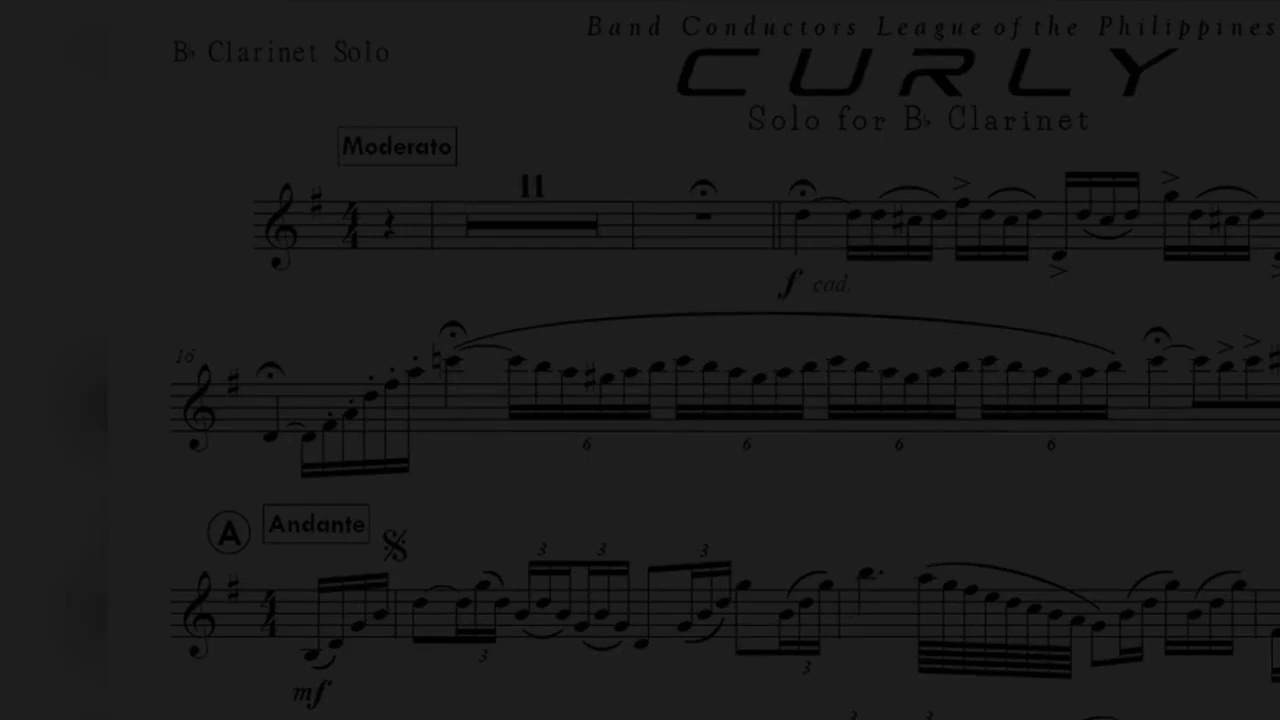 Band Conductors League of the Philippines
B♭ Clarinet Solo
CURLY
Solo for B♭ Clarinet
Moderato
11
f cad.
16
6 6 6 6
A Andante
3 3 3
3 3
mf